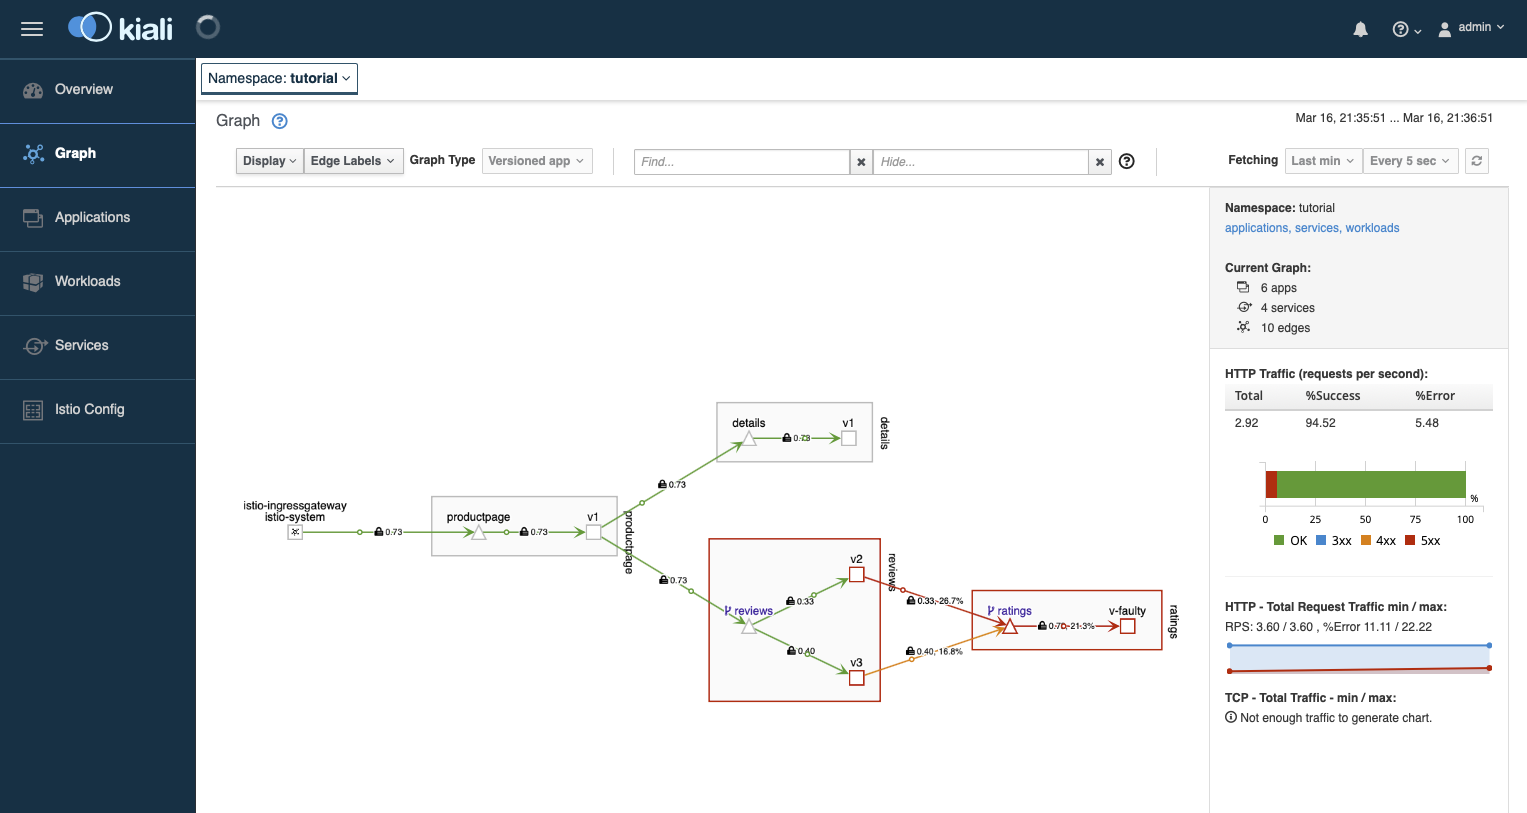 kiali
admin
Overview
Graph
Applications
Workloads
Services
Istio Config
Namespace: tutorial
Graph
Mar 16, 21:35:51 ... Mar 16, 21:36:51
Display
Edge Labels
Graph Type
Versioned app
Find...
Hide...
Fetching
Last min
Every 5 sec
istio-ingressgateway
istio-system
0.73
productpage
0.73
v1
productpage
0.73
details
0.73
v1
details
0.73
reviews
0.33
v2
0.40
v3
reviews
0.33, 26.7%
0.40, 16.8%
ratings
0.70, 21.3%
v-faulty
ratings
Namespace: tutorial
applications, services, workloads
Current Graph:
6 apps
4 services
10 edges
HTTP Traffic (requests per second):
Total %Success %Error
2.92 94.52 5.48
%
0 25 50 75 100
OK 3xx 4xx 5xx
HTTP - Total Request Traffic min / max:
RPS: 3.60 / 3.60 , %Error 11.11 / 22.22
TCP - Total Traffic - min / max:
Not enough traffic to generate chart.